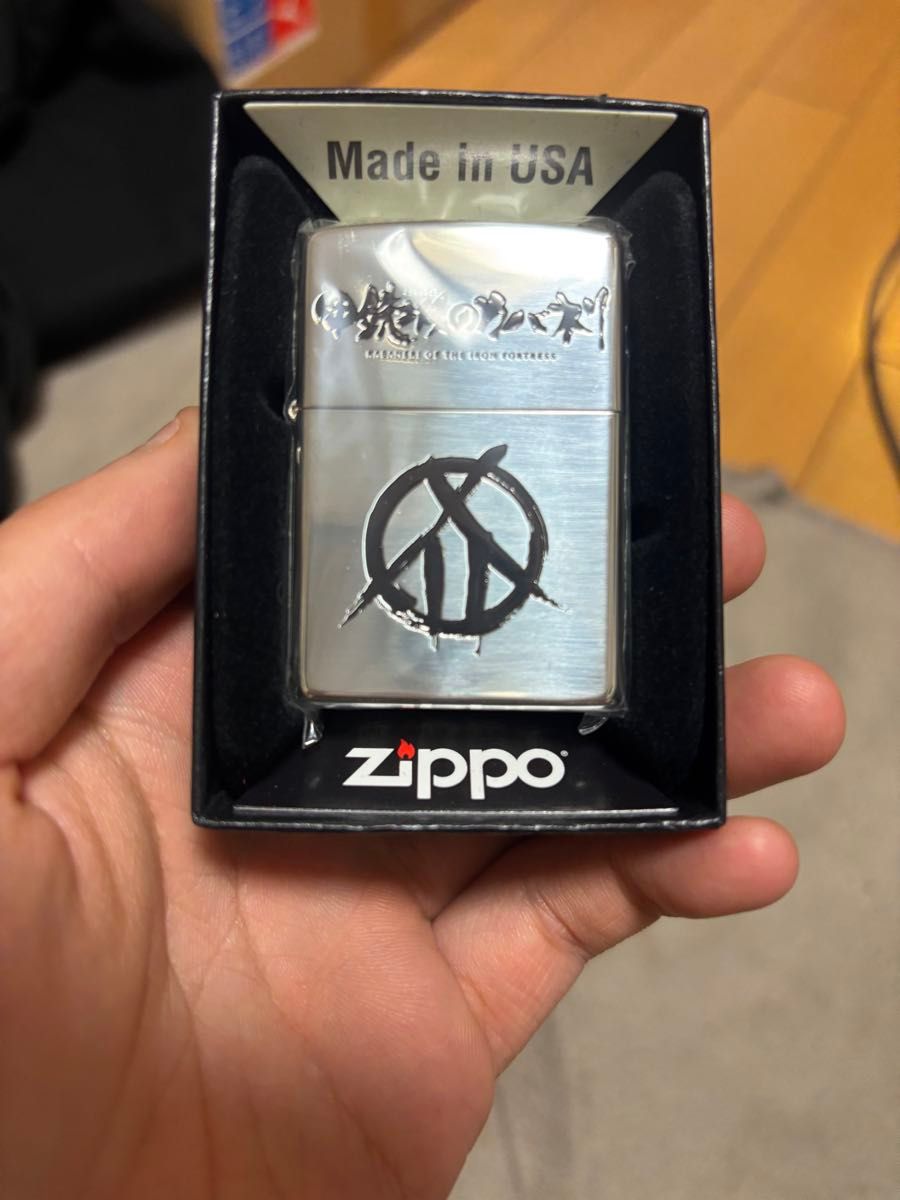 Made in USA
甲鉄城のカバネリ
KABANERI OF THE IRON FORTRESS
zippo®